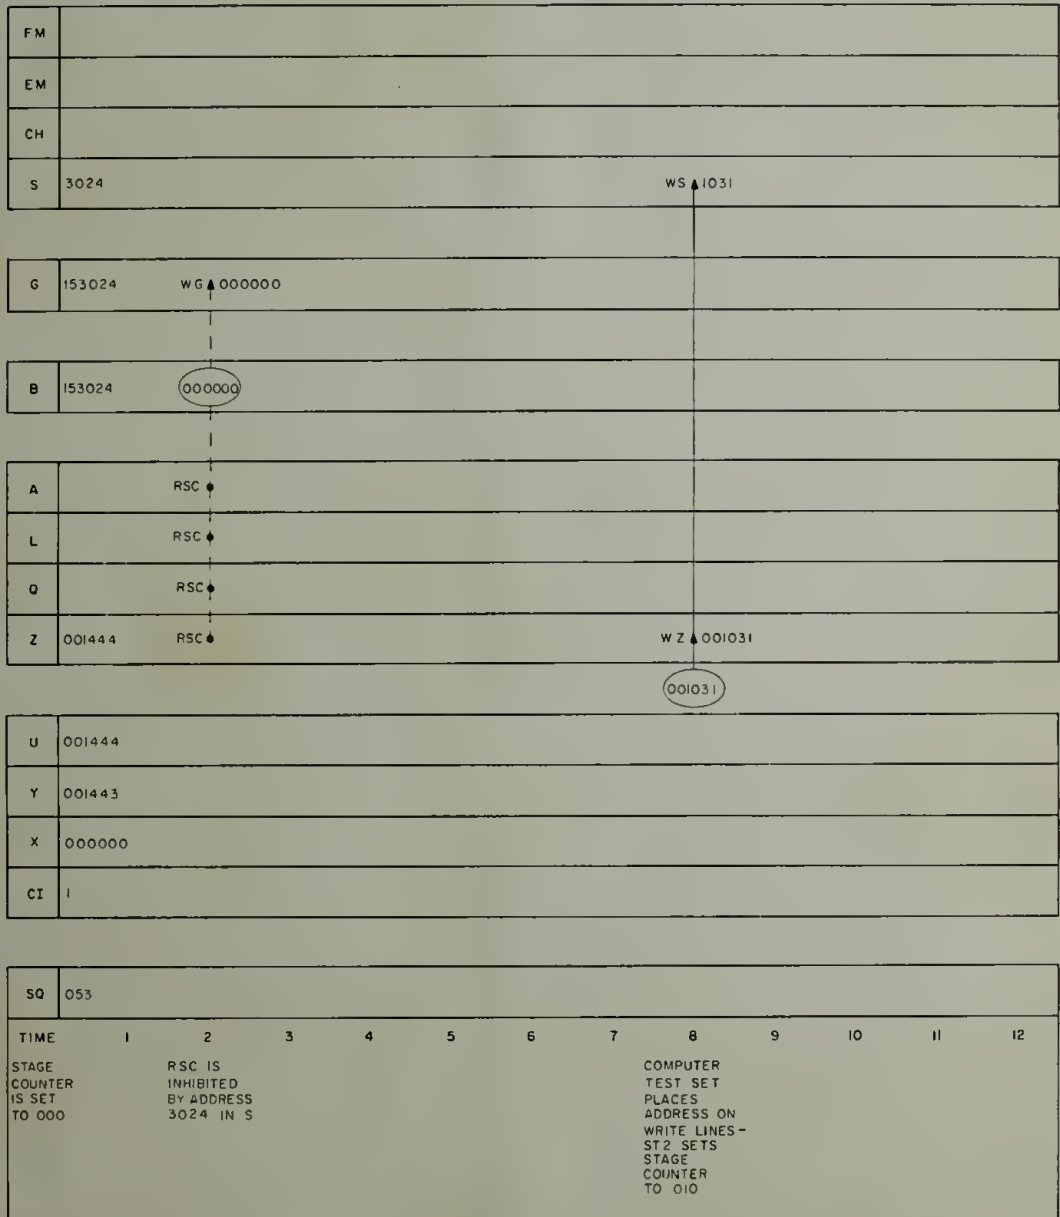 FM
EM
CH
S 3024 WS 1031
G 153024 WG 000000
B 153024 000000
A RSC
L RSC
Q RSC
Z 001444 RSC WZ 001031
001031
U 001444
Y 001443
X 000000
CI 1
SQ 053
TIME 1 2 3 4 5 6 7 8 9 10 11 12
STAGE
COUNTER
IS SET
TO 000
RSC IS
INHIBITED
BY ADDRESS
3024 IN S
COMPUTER
TEST SET
PLACES
ADDRESS ON
WRITE LINES-
ST2 SETS
STAGE
COUNTER
TO 010